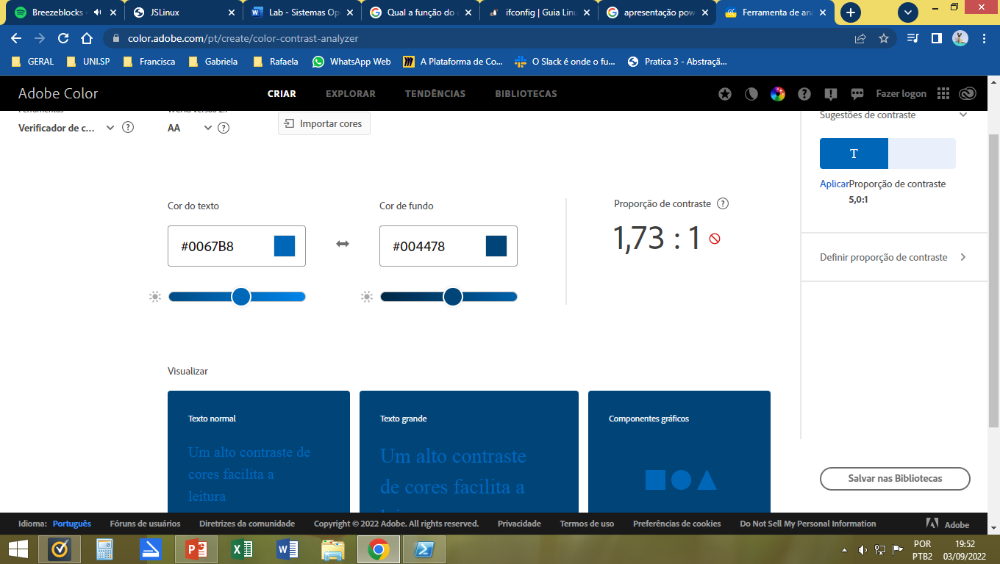 Breezeblocks
JSLinux
Lab - Sistemas Op
Qual a função do
ifconfig | Guia Linu
apresentação pow
Ferramenta de aná
color.adobe.com/pt/create/color-contrast-analyzer
GERAL
UNI.SP
Francisca
Gabriela
Rafaela
WhatsApp Web
A Plataforma de Co...
O Slack é onde o fu...
Pratica 3 - Abstraçã...
Adobe Color
CRIAR
EXPLORAR
TENDÊNCIAS
BIBLIOTECAS
Fazer logon
Ferramentas
WCAG versão 2.1
Verificador de c...
AA
Importar cores
Sugestões de contraste
T
AplicarProporção de contraste
5,0:1
Cor do texto
Cor de fundo
Proporção de contraste
#0067B8
#004478
1,73 : 1
Definir proporção de contraste
Visualizar
Texto normal
Um alto contraste de
cores facilita a
leitura
Texto grande
Um alto contraste
de cores facilita a
Componentes gráficos
Salvar nas Bibliotecas
Idioma: Português
Fóruns de usuários
Diretrizes da comunidade
Copyright © 2022 Adobe. All rights reserved.
Privacidade
Termos de uso
Preferências de cookies
Do Not Sell My Personal Information
Adobe
POR
PTB2
19:52
03/09/2022